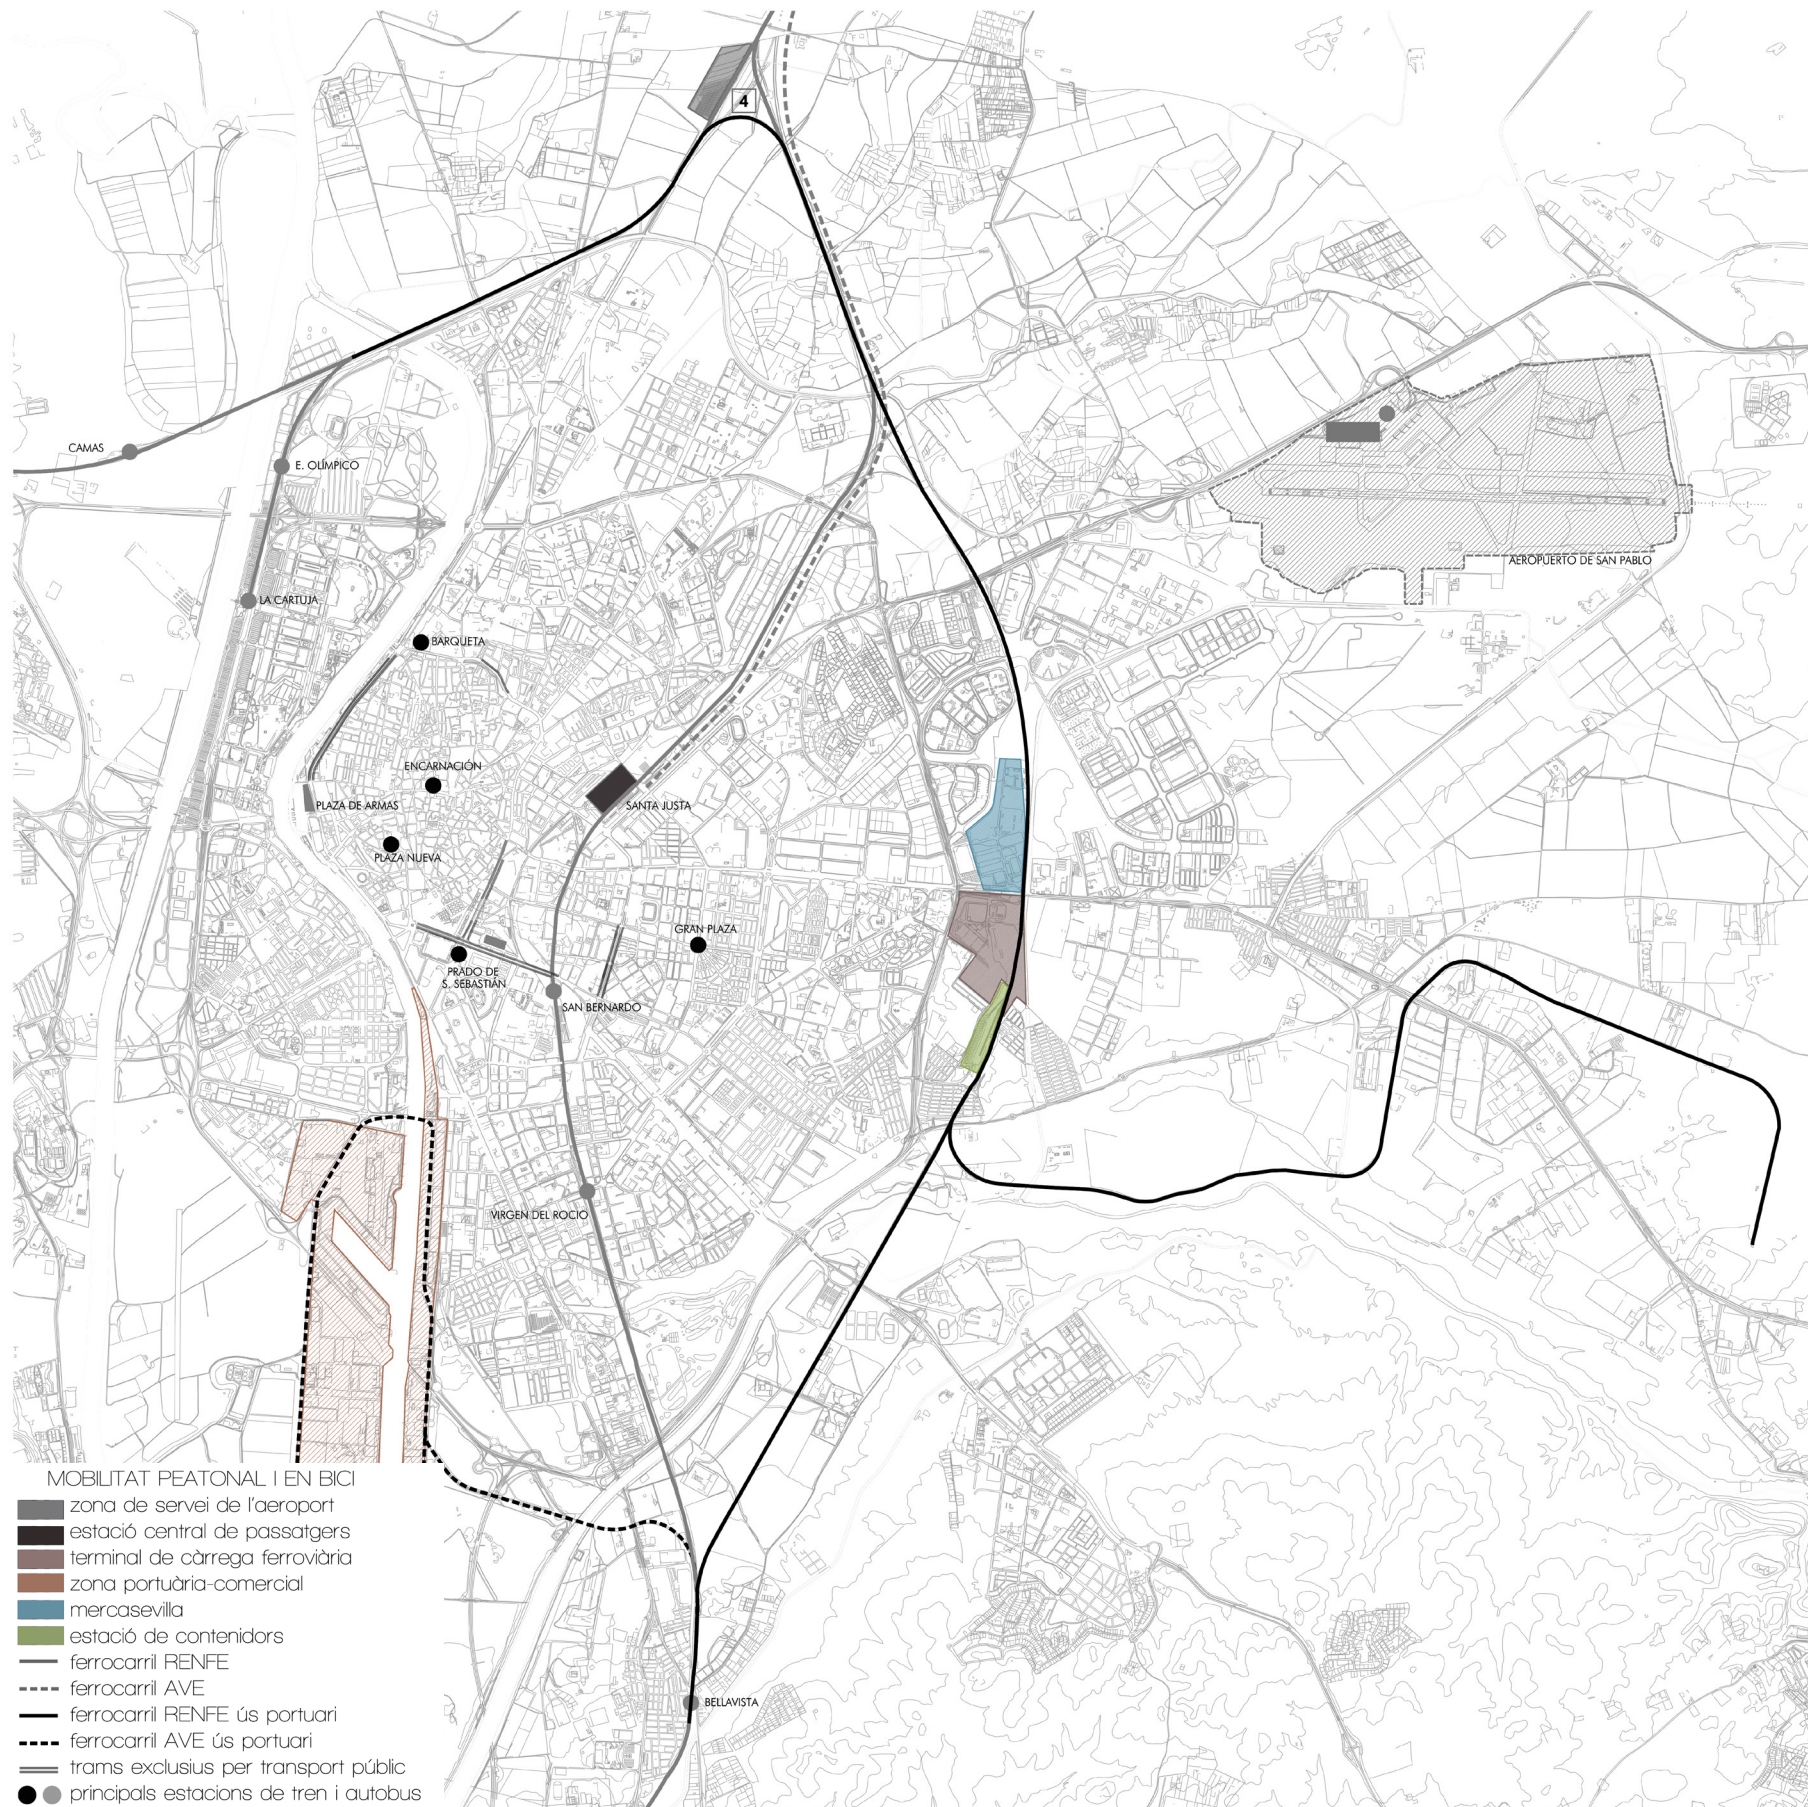 4
CAMAS
E. OLÍMPICO
AEROPUERTO DE SAN PABLO
LA CARTUJA
BARQUETA
ENCARNACIÓN
PLAZA DE ARMAS
SANTA JUSTA
PLAZA NUEVA
GRAN PLAZA
PRADO DE
S. SEBASTIÁN
SAN BERNARDO
VIRGEN DEL ROCIO
BELLAVISTA
MOBILITAT PEATONAL I EN BICI
zona de servei de l'aeroport
estació central de passatgers
terminal de càrrega ferroviària
zona portuària-comercial
mercasevilla
estació de contenidors
ferrocarril RENFE
ferrocarril AVE
ferrocarril RENFE ús portuari
ferrocarril AVE ús portuari
trams exclusius per transport públic
principals estacions de tren i autobus